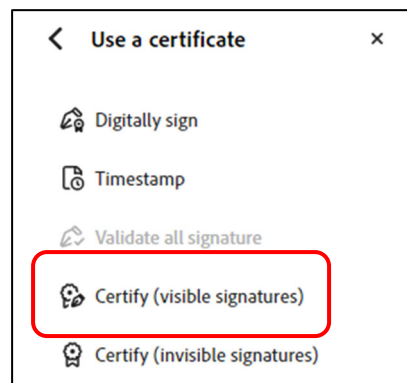 Use a certificate
Digitally sign
Timestamp
Validate all signature
Certify (visible signatures)
Certify (invisible signatures)